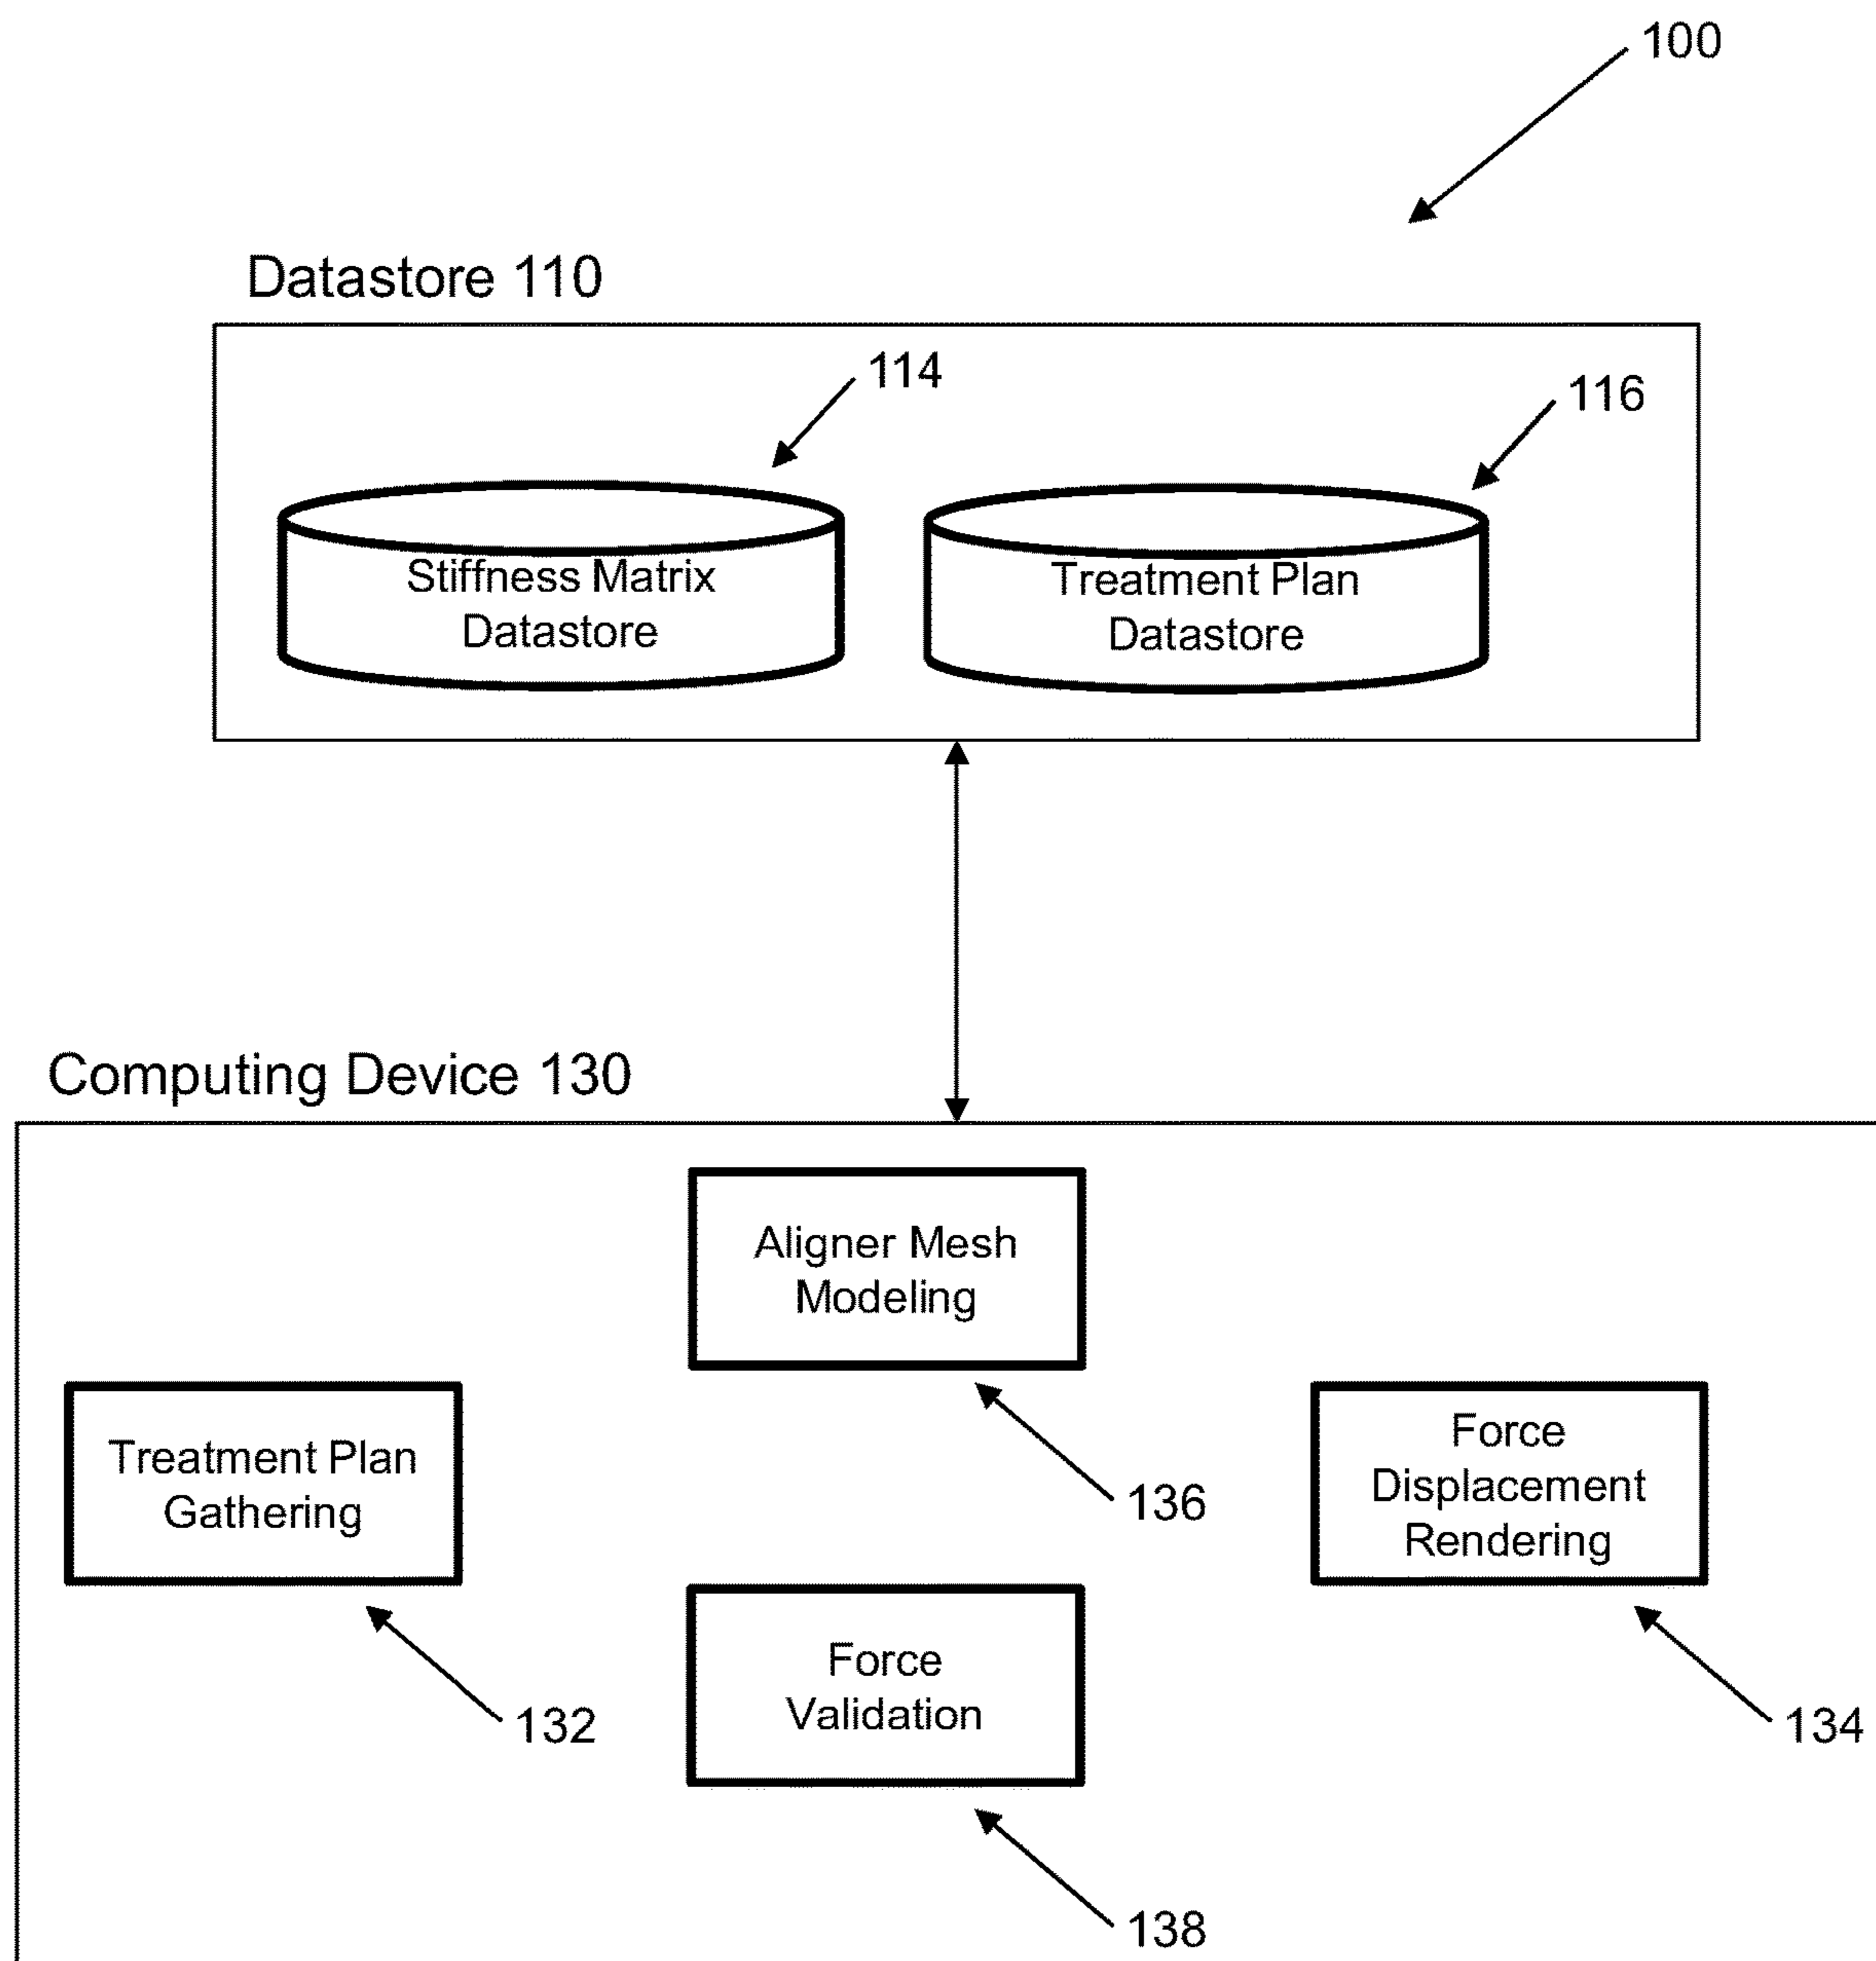 100
Datastore 110
114
116
Stiffness Matrix
Datastore
Treatment Plan
Datastore
Computing Device 130
Aligner Mesh
Modeling
136
Treatment Plan
Gathering
132
Force
Displacement
Rendering
134
Force
Validation
138